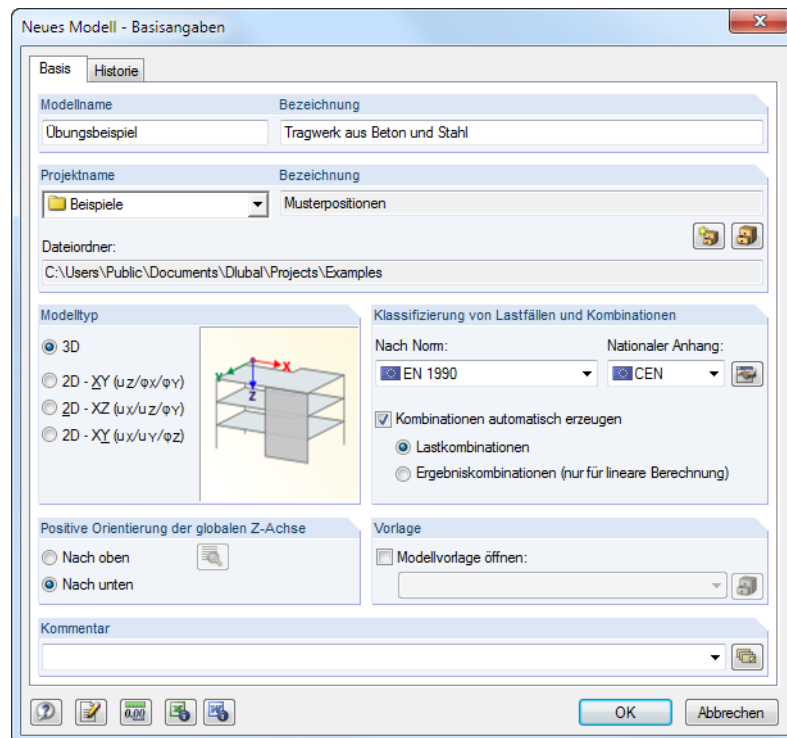 Neues Modell - Basisangaben
Basis
Historie
Modellname
Bezeichnung
Übungsbeispiel
Tragwerk aus Beton und Stahl
Projektname
Bezeichnung
Beispiele
Musterpositionen
Dateiordner:
C:\Users\Public\Documents\Dlubal\Projects\Examples
Modelltyp
3D
2D - XY (uZ/φX/φY)
2D - XZ (uX/uZ/φY)
2D - XY (uX/uY/φZ)
X
Y
Z
Klassifizierung von Lastfällen und Kombinationen
Nach Norm:
Nationaler Anhang:
EN 1990
CEN
Kombinationen automatisch erzeugen
Lastkombinationen
Ergebniskombinationen (nur für lineare Berechnung)
Positive Orientierung der globalen Z-Achse
Nach oben
Nach unten
Vorlage
Modellvorlage öffnen:
Kommentar
0.00
OK
Abbrechen